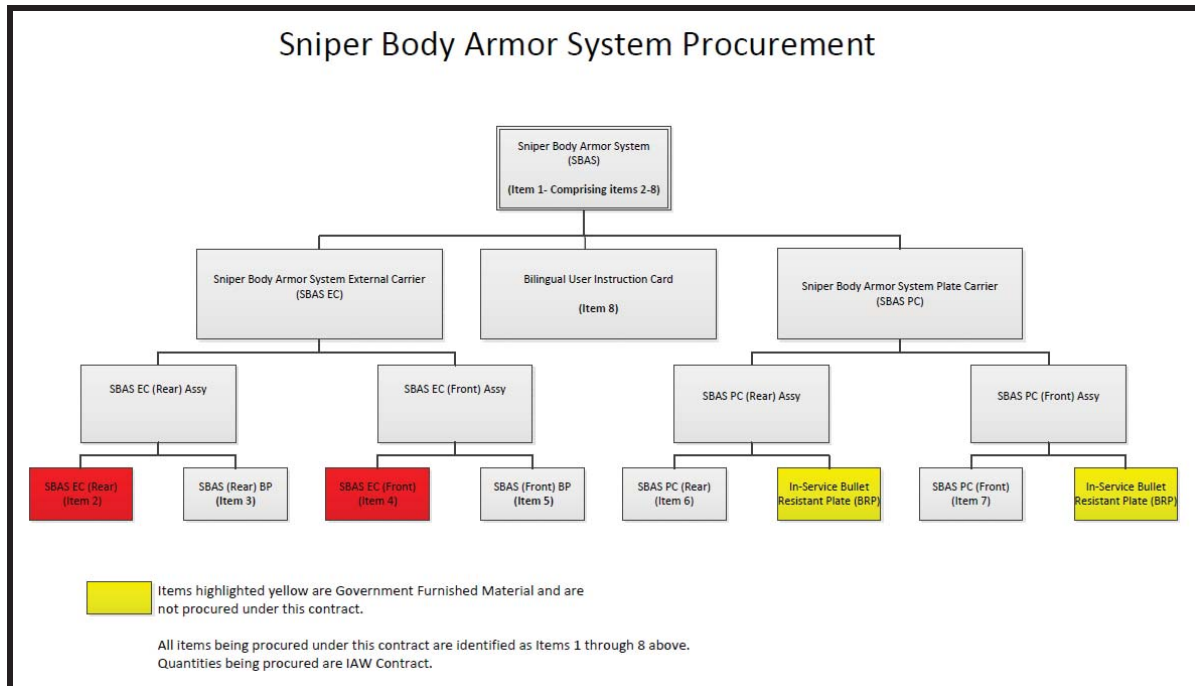 Sniper Body Armor System Procurement
Sniper Body Armor System
(SBAS)
(Item 1- Comprising items 2-8)
Sniper Body Armor System External Carrier
(SBAS EC)
Bilingual User Instruction Card
(Item 8)
Sniper Body Armor System Plate Carrier
(SBAS PC)
SBAS EC (Rear) Assy
SBAS EC (Front) Assy
SBAS PC (Rear) Assy
SBAS PC (Front) Assy
SBAS EC (Rear)
(Item 2)
SBAS (Rear) BP
(Item 3)
SBAS EC (Front)
(Item 4)
SBAS (Front) BP
(Item 5)
SBAS PC (Rear)
(Item 6)
In-Service Bullet
Resistant Plate (BRP)
SBAS PC (Front)
(Item 7)
In-Service Bullet
Resistant Plate (BRP)
Items highlighted yellow are Government Furnished Material and are
not procured under this contract.
All items being procured under this contract are identified as Items 1 through 8 above.
Quantities being procured are IAW Contract.